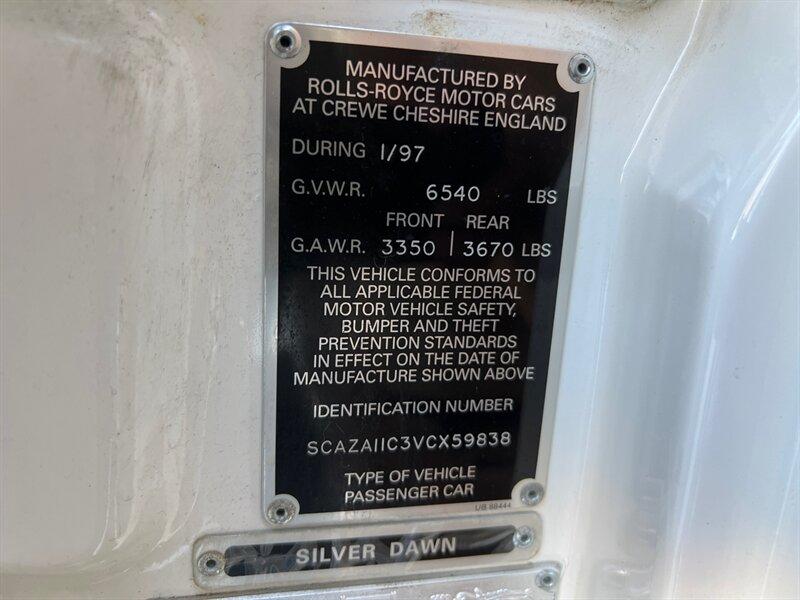 MANUFACTURED BY
ROLLS-ROYCE MOTOR CARS
AT CREWE CHESHIRE ENGLAND
DURING 1/97
G.V.W.R. 6540 LBS
FRONT REAR
G.A.W.R. 3350 | 3670 LBS
THIS VEHICLE CONFORMS TO
ALL APPLICABLE FEDERAL
MOTOR VEHICLE SAFETY,
BUMPER AND THEFT
PREVENTION STANDARDS
IN EFFECT ON THE DATE OF
MANUFACTURE SHOWN ABOVE
IDENTIFICATION NUMBER
SCAZA11C3VCX59838
TYPE OF VEHICLE
PASSENGER CAR
UB 88444
SILVER DAWN